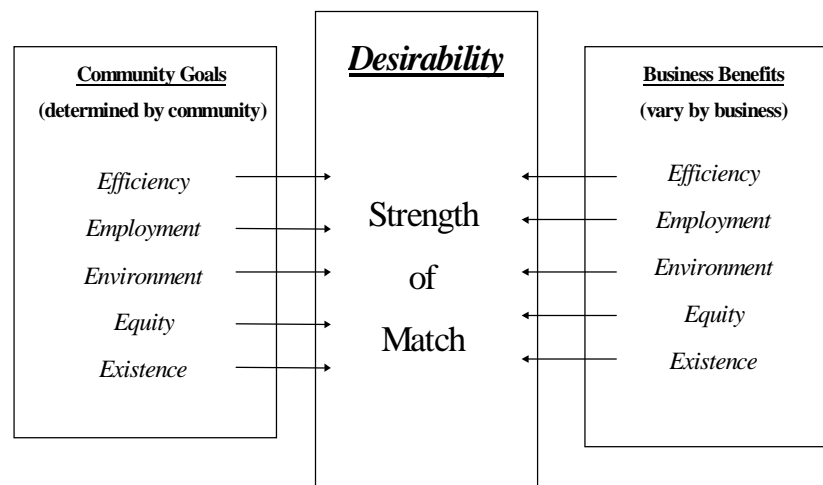 Community Goals
(determined by community)
Efficiency
Employment
Environment
Equity
Existence
Desirability
Strength
of
Match
Business Benefits
(vary by business)
Efficiency
Employment
Environment
Equity
Existence